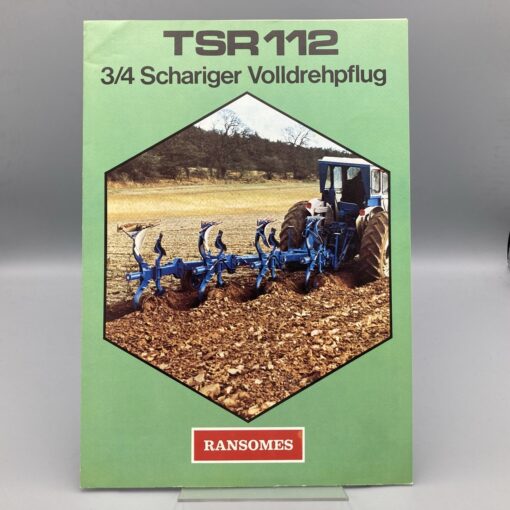 TSR 112
3/4 Schariger Volldrehpflug
RANSOMES